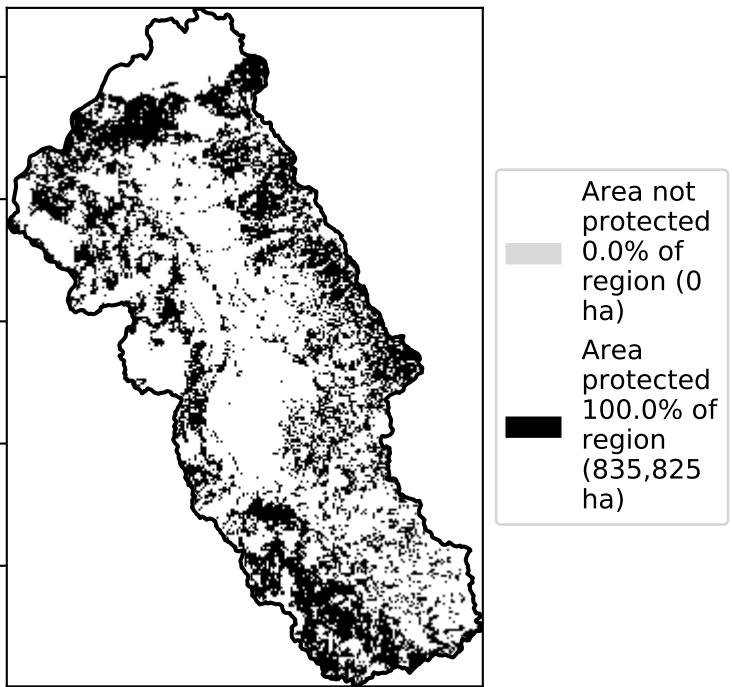 Area not
protected
0.0% of
region (0
ha)
Area
protected
100.0% of
region
(835,825
ha)